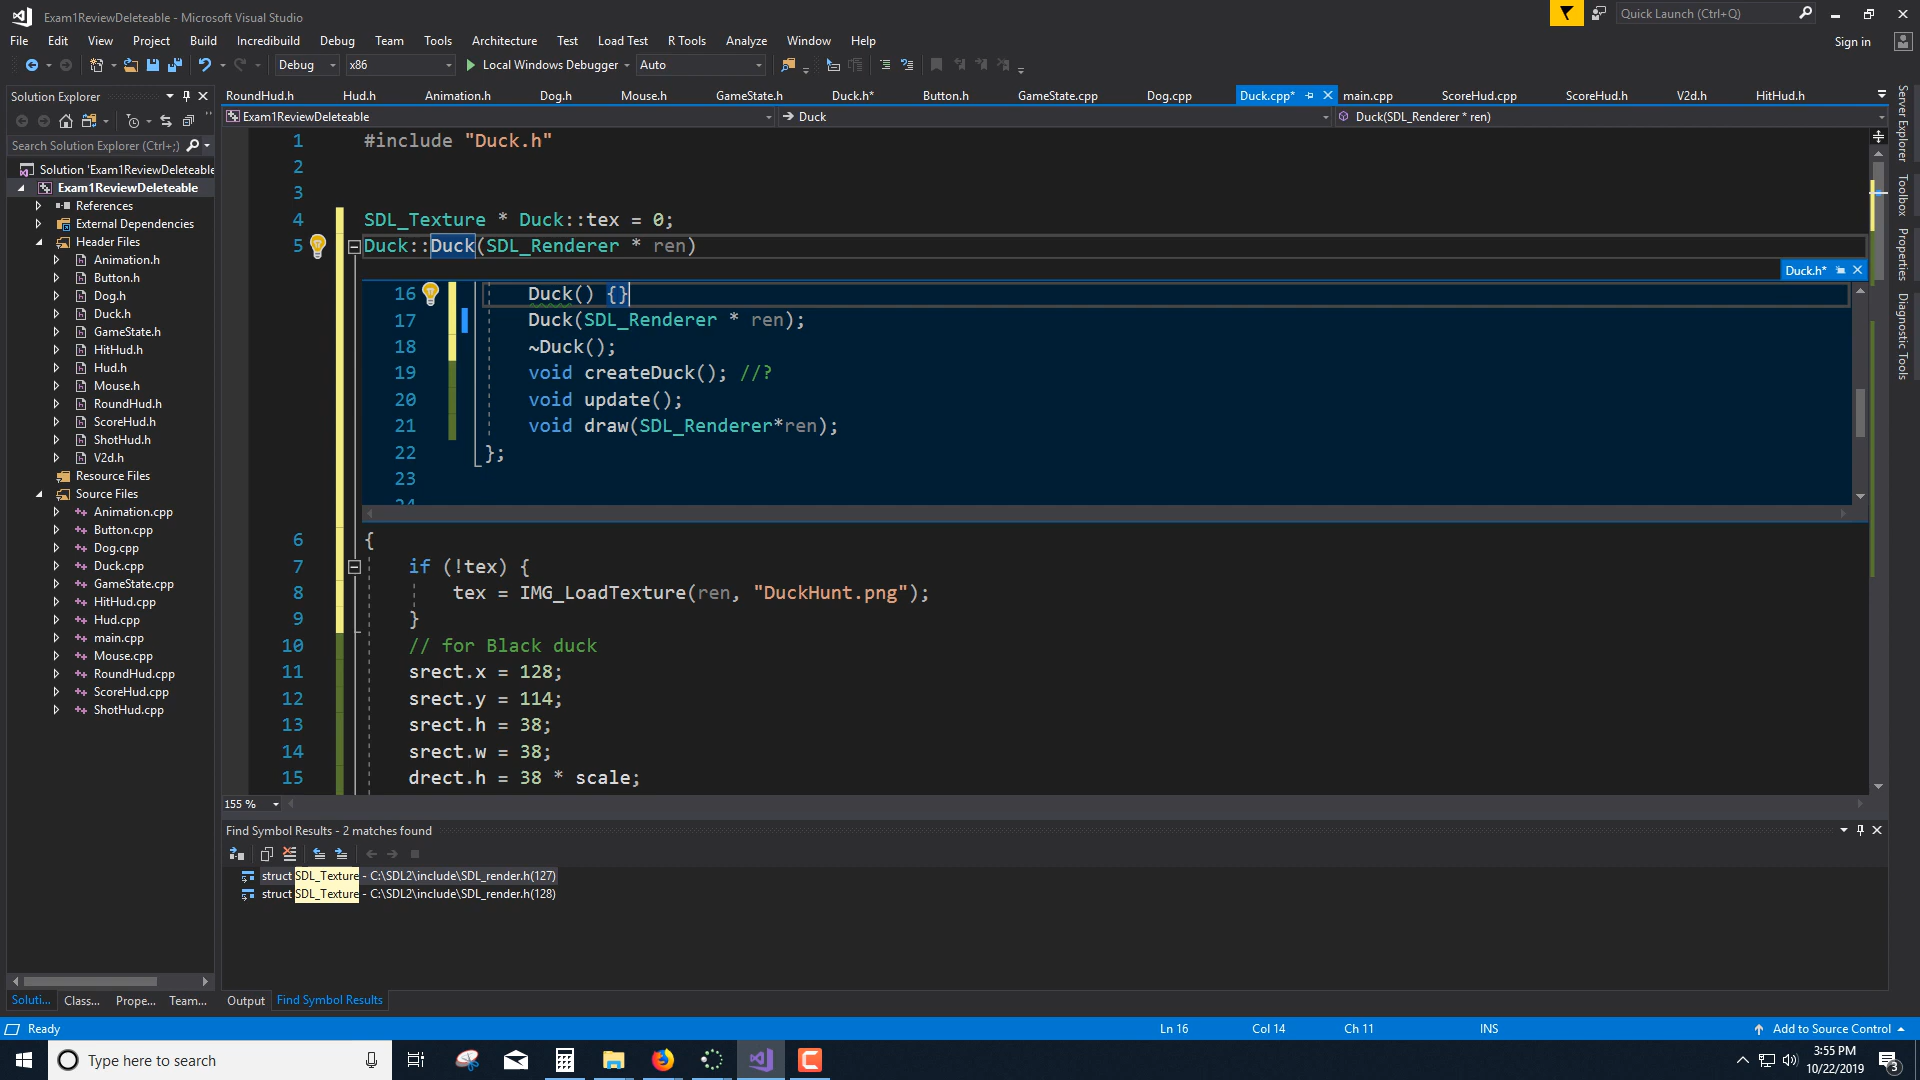 Exam1ReviewDeleteable - Microsoft Visual Studio
Quick Launch (Ctrl+Q)
File Edit View Project Build Incredibuild Debug Team Tools Architecture Test Load Test R Tools Analyze Window Help
Sign in
Debug x86 Local Windows Debugger Auto
Solution Explorer
RoundHud.h Hud.h Animation.h Dog.h Mouse.h GameState.h Duck.h* Button.h GameState.cpp Dog.cpp Duck.cpp* main.cpp ScoreHud.cpp ScoreHud.h V2d.h HitHud.h
Exam1ReviewDeleteable Duck Duck(SDL_Renderer * ren)
Search Solution Explorer (Ctrl+;)
Solution 'Exam1ReviewDeleteable
Exam1ReviewDeleteable
References
External Dependencies
Header Files
Animation.h
Button.h
Dog.h
Duck.h
GameState.h
HitHud.h
Hud.h
Mouse.h
RoundHud.h
ScoreHud.h
ShotHud.h
V2d.h
Resource Files
Source Files
Animation.cpp
Button.cpp
Dog.cpp
Duck.cpp
GameState.cpp
HitHud.cpp
Hud.cpp
main.cpp
Mouse.cpp
RoundHud.cpp
ScoreHud.cpp
ShotHud.cpp
1 #include "Duck.h"
2
3
4 SDL_Texture * Duck::tex = 0;
5 Duck::Duck(SDL_Renderer * ren)
Duck.h*
16 Duck() {}
17 Duck(SDL_Renderer * ren);
18 ~Duck();
19 void createDuck(); //?
20 void update();
21 void draw(SDL_Renderer*ren);
22 };
23
24
6 {
7 if (!tex) {
8 tex = IMG_LoadTexture(ren, "DuckHunt.png");
9 }
10 // for Black duck
11 srect.x = 128;
12 srect.y = 114;
13 srect.h = 38;
14 srect.w = 38;
15 drect.h = 38 * scale;
155 %
Server Explorer
Toolbox
Properties
Diagnostic Tools
Find Symbol Results - 2 matches found
struct SDL_Texture - C:\SDL2\include\SDL_render.h(127)
struct SDL_Texture - C:\SDL2\include\SDL_render.h(128)
Soluti... Class... Prope... Team... Output Find Symbol Results
Ready Ln 16 Col 14 Ch 11 INS Add to Source Control
Type here to search
3:55 PM
10/22/2019
3